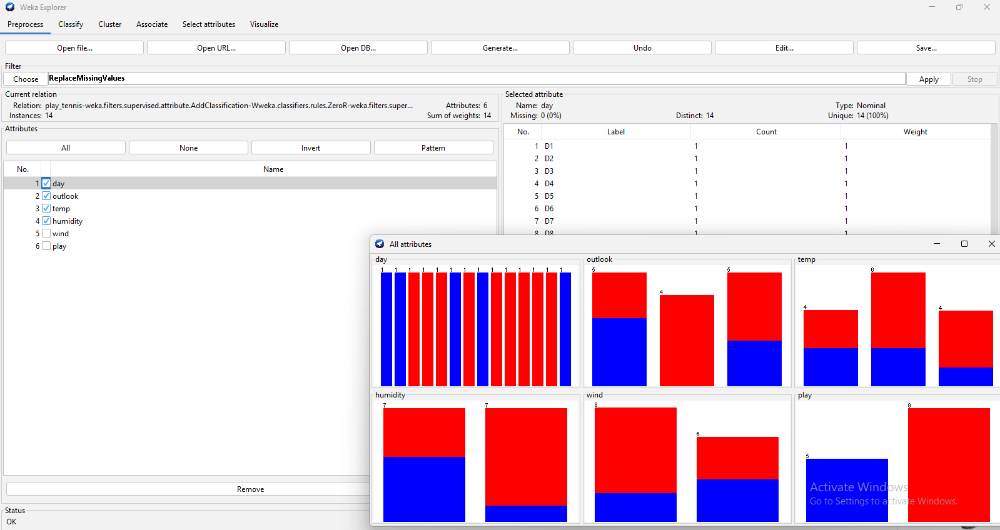 Weka Explorer
Preprocess Classify Cluster Associate Select attributes Visualize
Open file... Open URL... Open DB... Generate... Undo Edit... Save...
Filter
Choose ReplaceMissingValues Apply Stop
Current relation
Relation: play_tennis-weka.filters.supervised.attribute.AddClassification-Wweka.classifiers.rules.ZeroR-weka.filters.super... Attributes: 6
Instances: 14 Sum of weights: 14
Attributes
All None Invert Pattern
No. Name
1 day
2 outlook
3 temp
4 humidity
5 wind
6 play
Remove
Status
OK
Selected attribute
Name: day Type: Nominal
Missing: 0 (0%) Distinct: 14 Unique: 14 (100%)
No. Label Count Weight
1 D1 1 1
2 D2 1 1
3 D3 1 1
4 D4 1 1
5 D5 1 1
6 D6 1 1
7 D7 1 1
8 D8 1 1
All attributes
day
1 1 1 1 1 1 1 1 1 1 1 1 1 1
outlook
5 4 5
temp
4 6 4
humidity
7 7
wind
8 6
play
5 9
Activate Windows
Go to Settings to activate Windows.